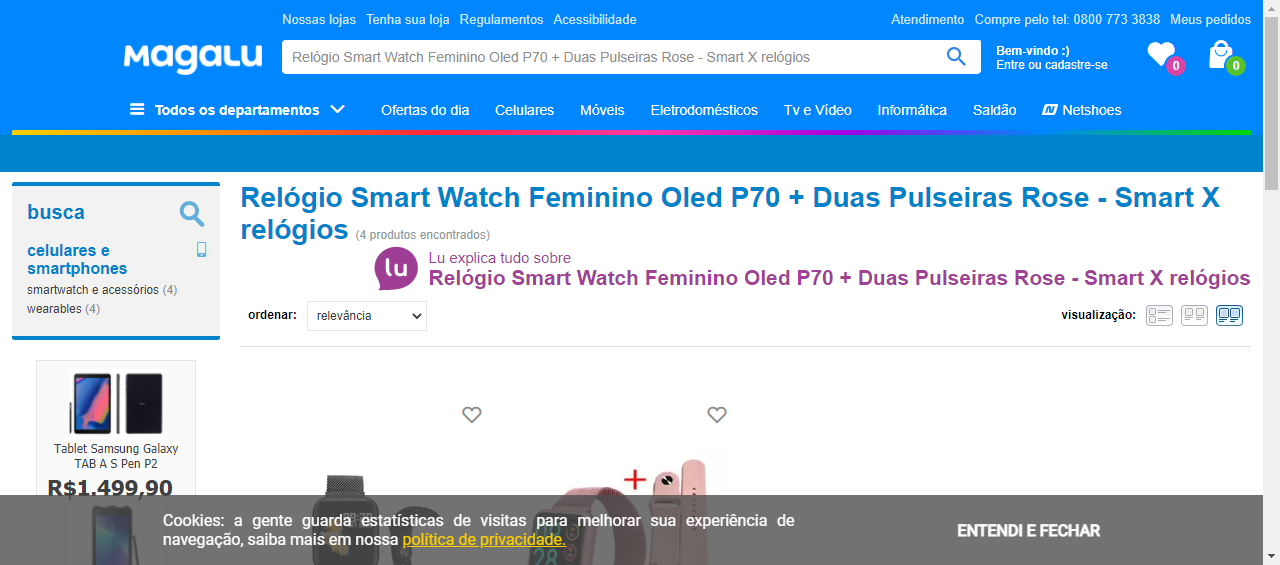 Nossas lojas Tenha sua loja Regulamentos Acessibilidade Atendimento Compre pelo tel: 0800 773 3838 Meus pedidos
MagaLu
Relógio Smart Watch Feminino Oled P70 + Duas Pulseiras Rose - Smart X relógios
Bem-vindo :)
Entre ou cadastre-se
0
0
Todos os departamentos Ofertas do dia Celulares Móveis Eletrodomésticos Tv e Vídeo Informática Saldão Netshoes
busca
celulares e
smartphones
smartwatch e acessórios (4)
wearables (4)
Relógio Smart Watch Feminino Oled P70 + Duas Pulseiras Rose - Smart X
relógios (4 produtos encontrados)
lu
Lu explica tudo sobre
Relógio Smart Watch Feminino Oled P70 + Duas Pulseiras Rose - Smart X relógios
ordenar: relevância visualização:
Tablet Samsung Galaxy
TAB A S Pen P2
R$1.499,90
Cookies: a gente guarda estatísticas de visitas para melhorar sua experiência de
navegação, saiba mais em nossa política de privacidade.
ENTENDI E FECHAR